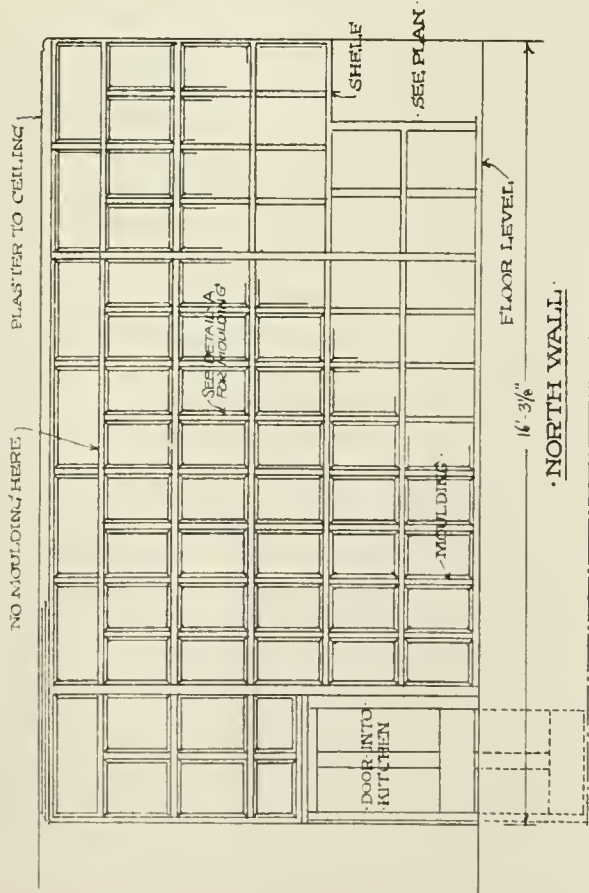 NO MOULDING HERE
PLASTER TO CEILING
SEE DETAIL A
FOR MOULDING
MOULDING ·
· DOOR · INTO ·
· KITCHEN
SHELF
· SEE PLAN ·
FLOOR LEVEL
16'-3⅛"
· NORTH WALL ·